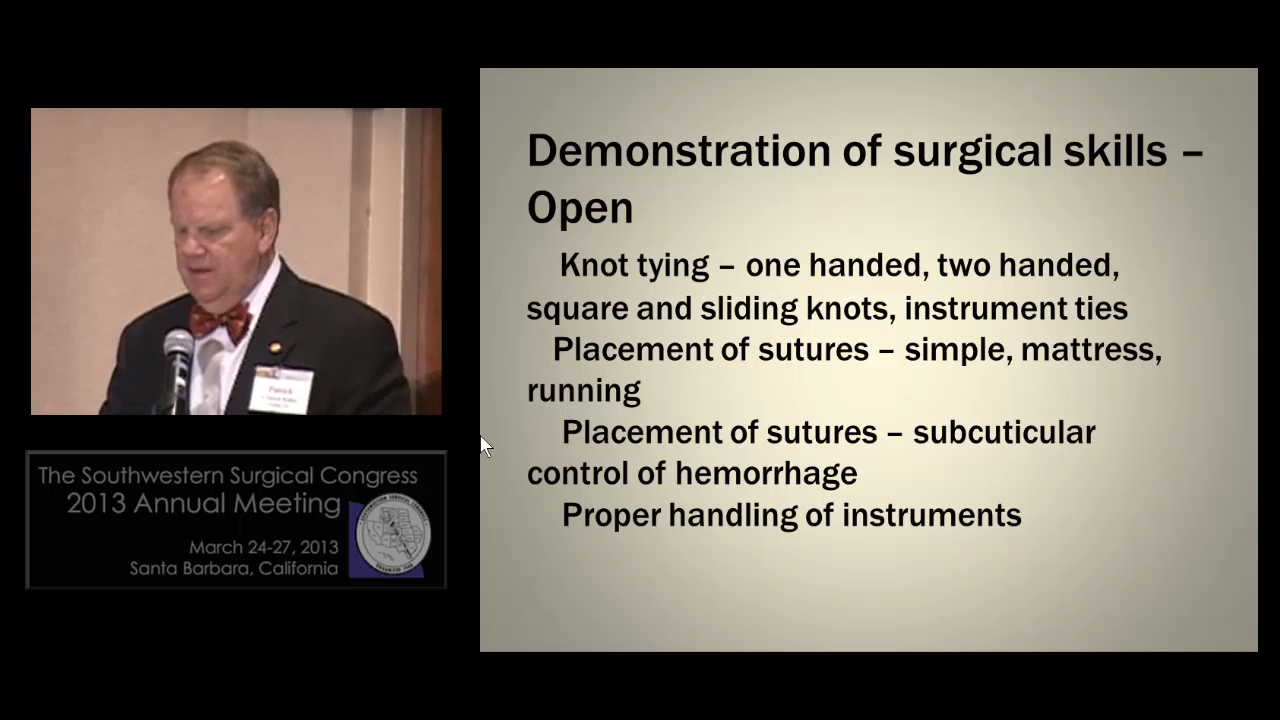 Demonstration of surgical skills –
Open
Knot tying – one handed, two handed,
square and sliding knots, instrument ties
Placement of sutures – simple, mattress,
running
Placement of sutures – subcuticular
control of hemorrhage
Proper handling of instruments
Patrick
The Southwestern Surgical Congress
2013 Annual Meeting
March 24-27, 2013
Santa Barbara, California